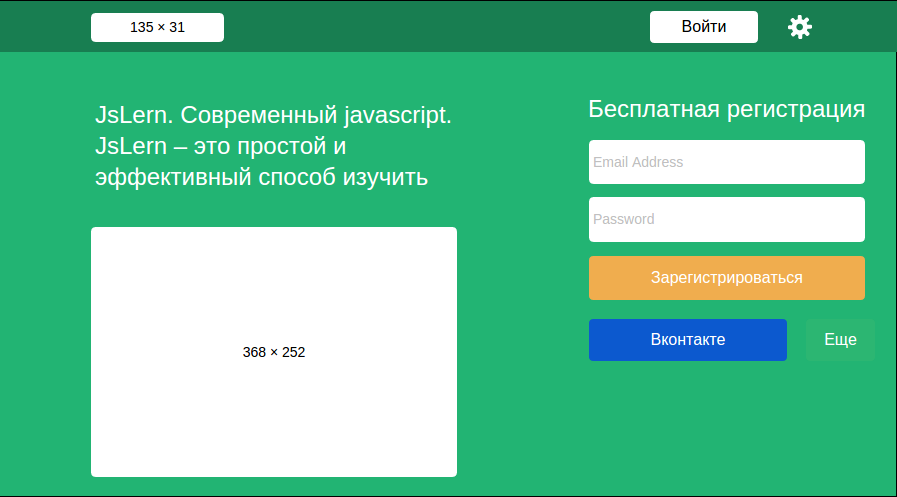 135 × 31
Войти
JsLern. Современный javascript.
JsLern – это простой и
эффективный способ изучить
368 × 252
Бесплатная регистрация
Email Address
Password
Зарегистрироваться
Вконтакте
Еще